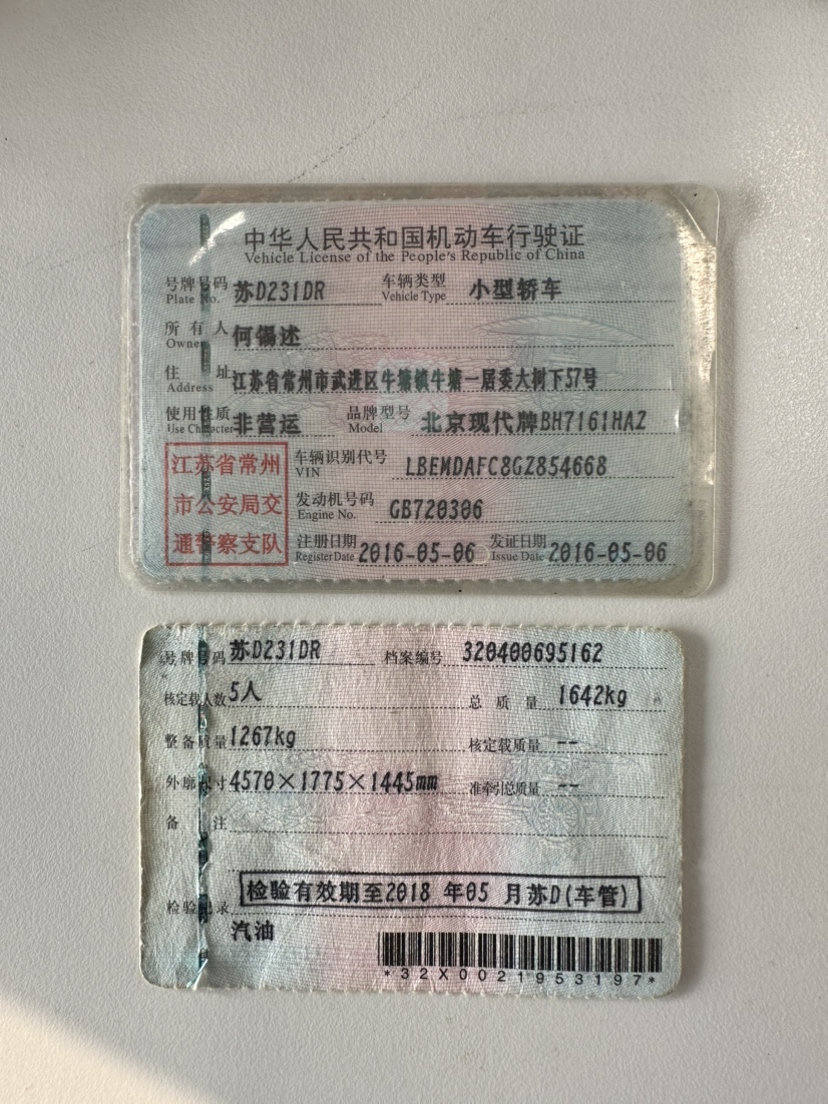 中华人民共和国机动车行驶证
Vehicle License of the People's Republic of China
号牌号码 苏D231DR 车辆类型 小型轿车
Plate No. Vehicle Type
所有人 何锡述
Owner
住址 江苏省常州市武进区牛塘镇牛塘一居委大树下57号
Address
使用性质 非营运 品牌型号 北京现代牌BH7161HAZ
Use Character Model
江苏省常州
市公安局交
通警察支队
车辆识别代号 LBEMDAFC8GZ854668
VIN
发动机号码 GB720306
Engine No.
注册日期 2016-05-06 发证日期 2016-05-06
Register Date Issue Date
号牌号码 苏D231DR 档案编号 320400695162
核定载人数 5人 总质量 1642kg
整备质量 1267kg 核定载质量 --
外廓尺寸 4570×1775×1445mm 准牵引总质量 --
备注
检验记录 检验有效期至2018 年05 月苏D(车管)
汽油
*32X0021953197*